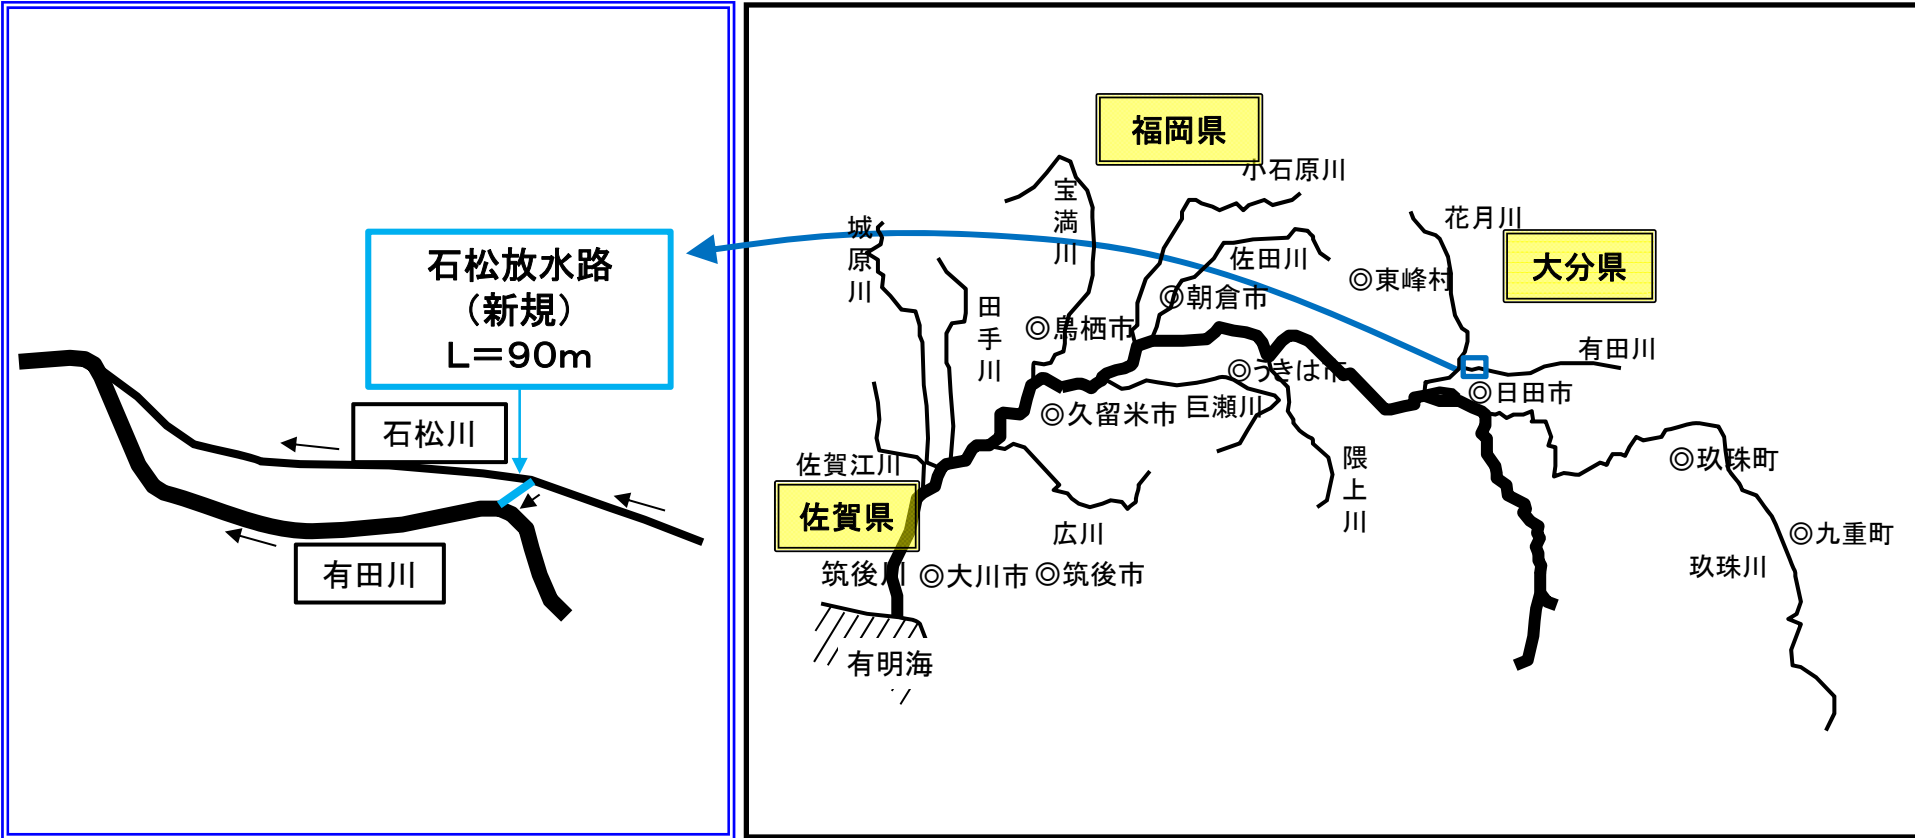 石松放水路
（新規）
L＝90m
石松川
有田川
福岡県
小石原川
宝満川
城原川
花月川
佐田川
大分県
◎東峰村
◎朝倉市
田手川
◎鳥栖市
有田川
◎うきは市
◎日田市
◎久留米市
巨瀬川
佐賀江川
隈上川
◎玖珠町
佐賀県
広川
◎九重町
筑後川
◎大川市
◎筑後市
玖珠川
有明海